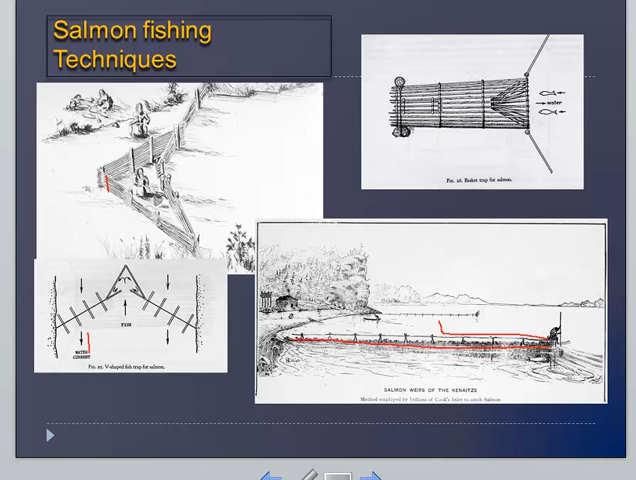 Salmon fishing
Techniques
water
FIG. 26. Basket trap for salmon.
FISH
WATER
CURRENT
FIG. 25. V-shaped fish trap for salmon.
SALMON WEIRS OF THE KENAITZE
Method employed by Indians of Cook's Inlet to catch Salmon